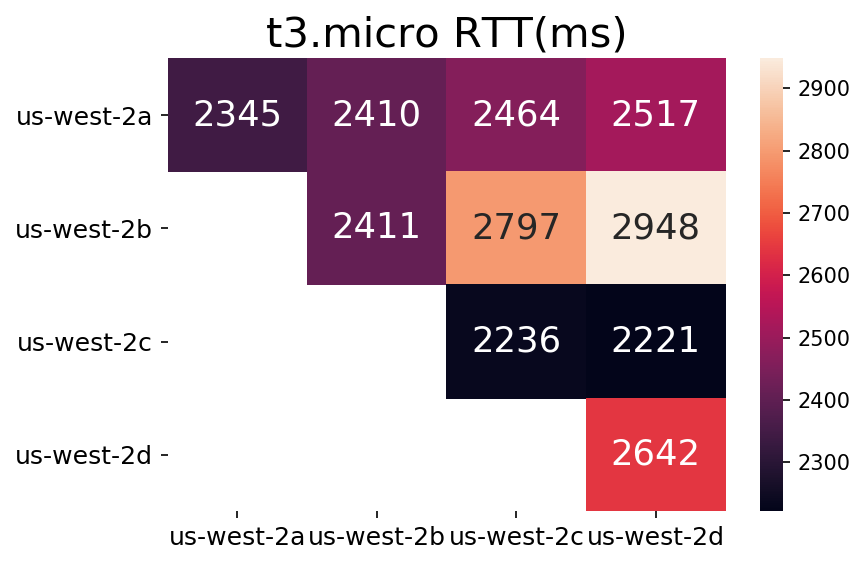 t3.micro RTT(ms)
us-west-2a 2345 2410 2464 2517
us-west-2b 2411 2797 2948
us-west-2c 2236 2221
us-west-2d 2642
us-west-2a us-west-2b us-west-2c us-west-2d
2900
2800
2700
2600
2500
2400
2300